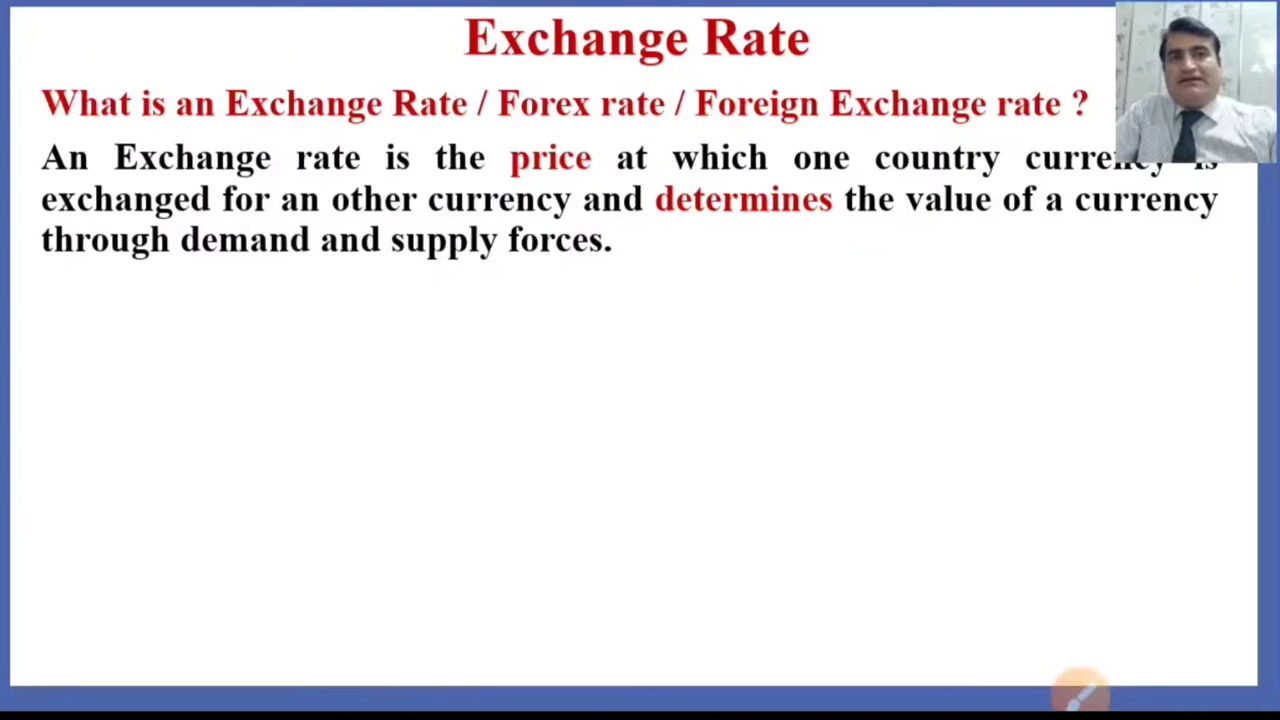 Exchange Rate
What is an Exchange Rate / Forex rate / Foreign Exchange rate ?
An Exchange rate is the price at which one country currency is
exchanged for an other currency and determines the value of a currency
through demand and supply forces.